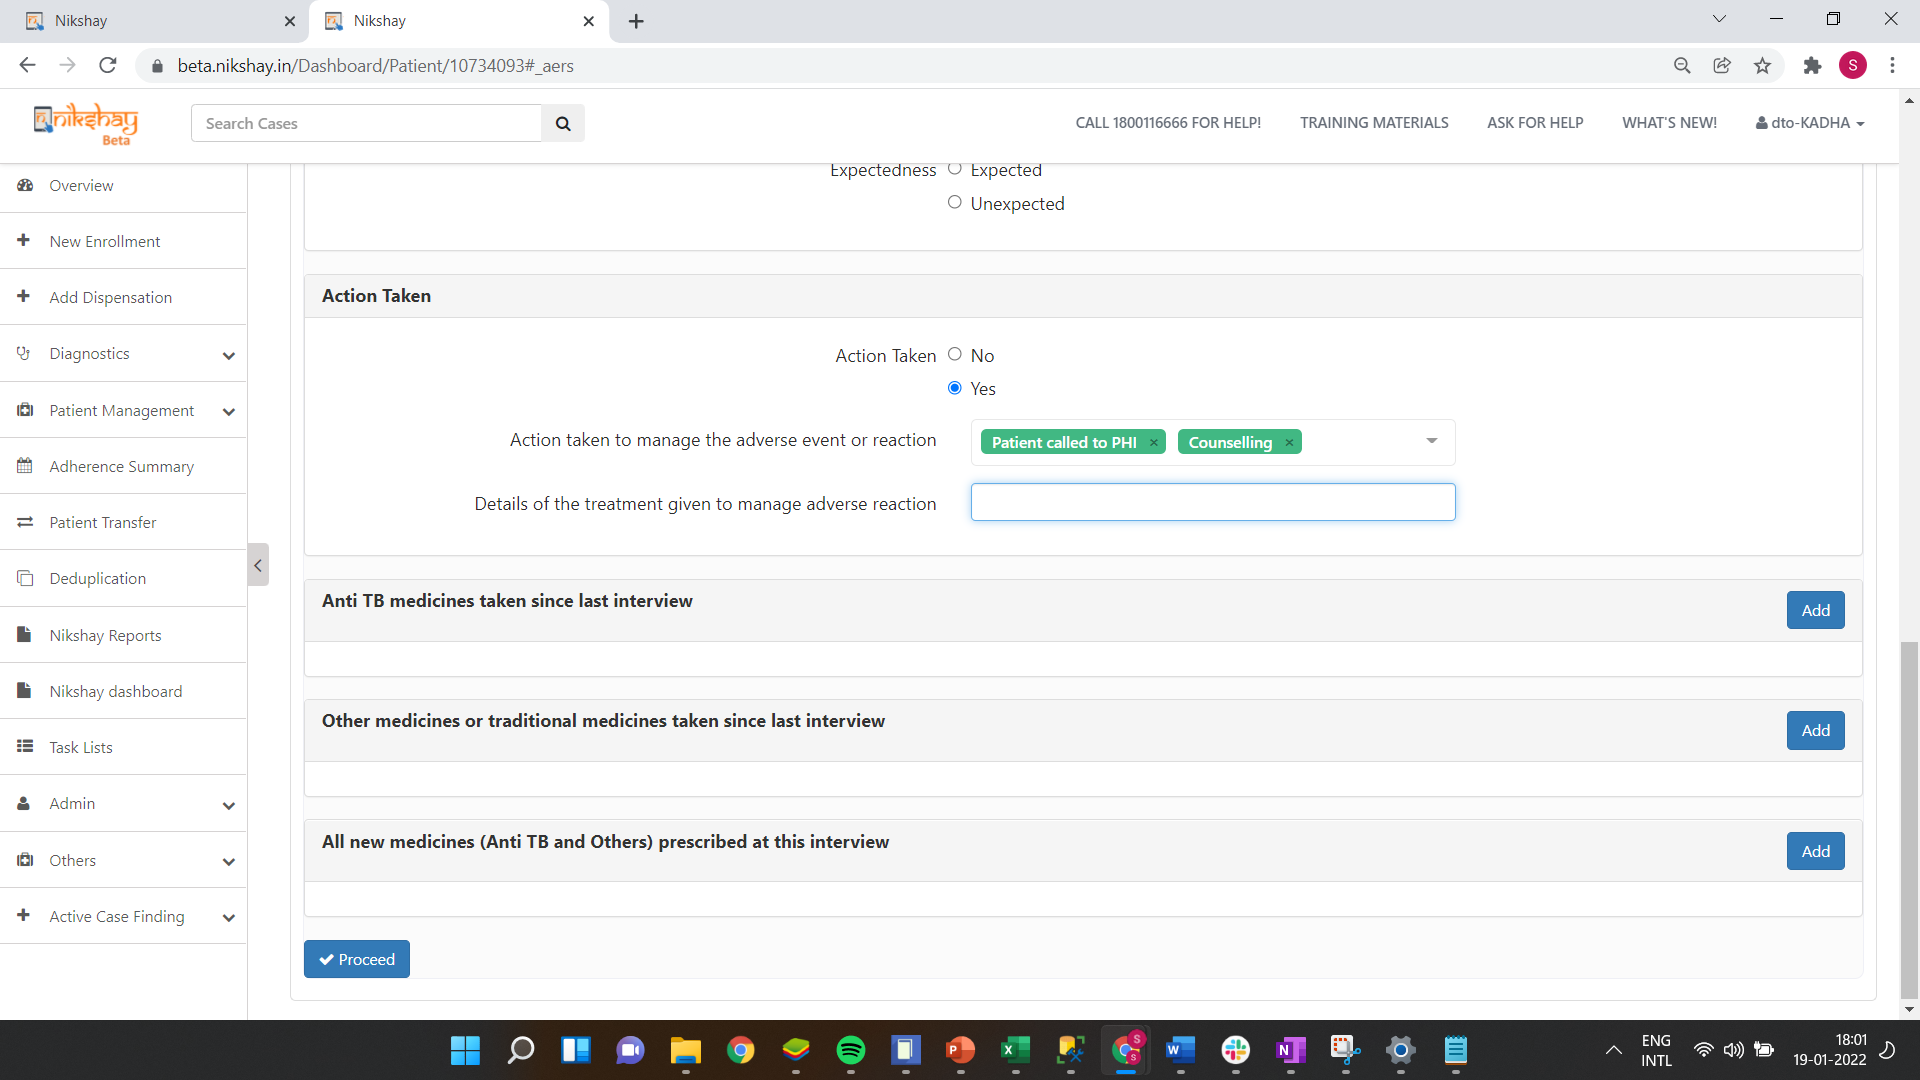 Nikshay
Nikshay
beta.nikshay.in/Dashboard/Patient/10734093#_aers
S
nikshay
Beta
Search Cases
CALL 1800116666 FOR HELP!
TRAINING MATERIALS
ASK FOR HELP
WHAT'S NEW!
dto-KADHA
Overview
New Enrollment
Add Dispensation
Diagnostics
Patient Management
Adherence Summary
Patient Transfer
Deduplication
Nikshay Reports
Nikshay dashboard
Task Lists
Admin
Others
Active Case Finding
Expectedness Expected
Unexpected
Action Taken
Action Taken No
Yes
Action taken to manage the adverse event or reaction Patient called to PHI × Counselling ×
Details of the treatment given to manage adverse reaction
Anti TB medicines taken since last interview Add
Other medicines or traditional medicines taken since last interview Add
All new medicines (Anti TB and Others) prescribed at this interview Add
Proceed
ENG
INTL
18:01
19-01-2022